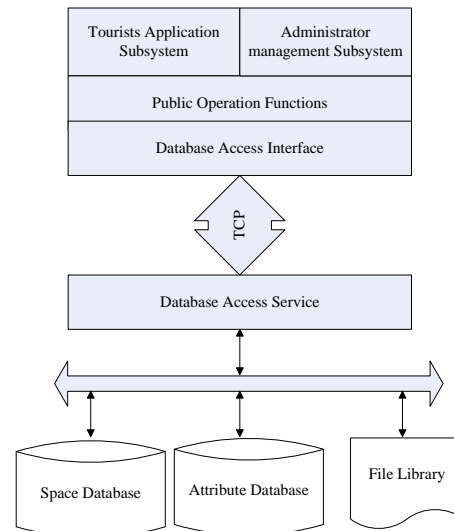 Tourists Application
Subsystem
Administrator
management Subsystem
Public Operation Functions
Database Access Interface
TCP
Database Access Service
Space Database
Attribute Database
File Library